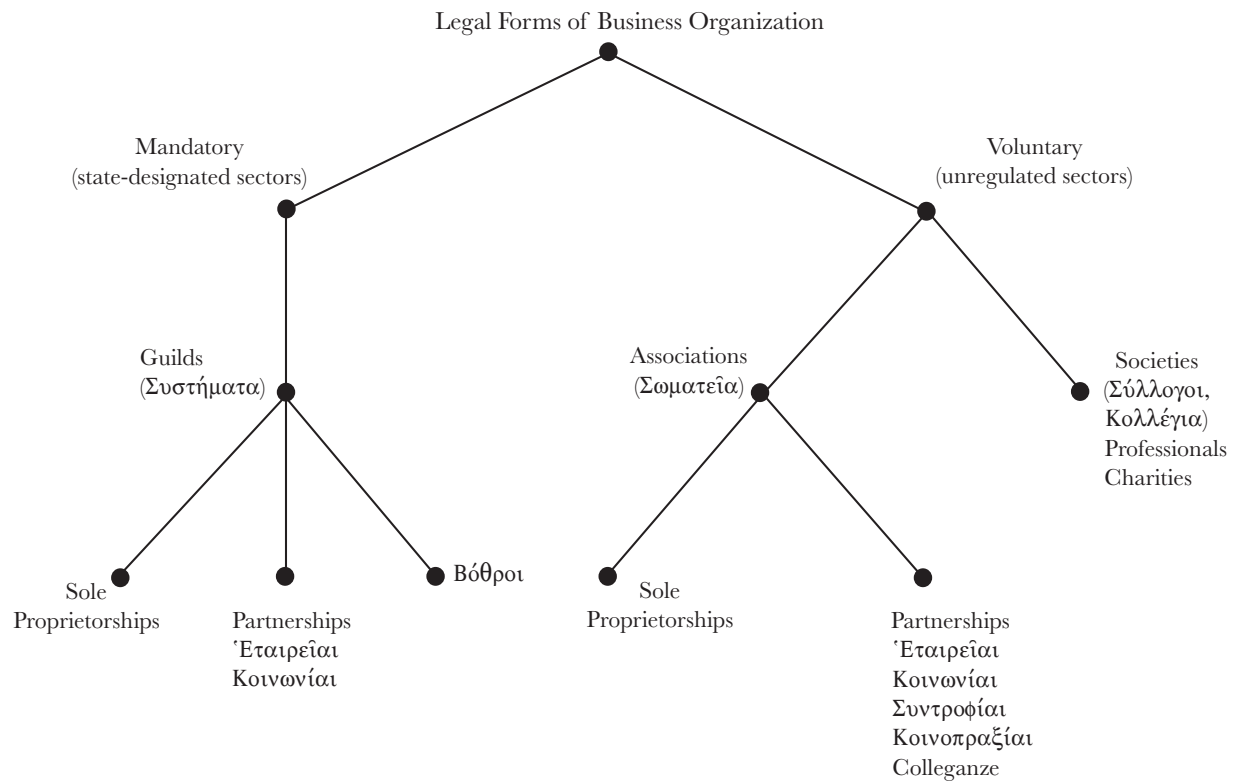 Legal Forms of Business Organization
Mandatory
(state-designated sectors)
Voluntary
(unregulated sectors)
Guilds
(Συστήματα)
Associations
(Σωματεῖα)
Societies
(Σύλλογοι,
Κολλέγια)
Professionals
Charities
Sole
Proprietorships
Partnerships
Ἑταιρεῖαι
Κοινωνίαι
Βόθροι
Sole
Proprietorships
Partnerships
Ἑταιρεῖαι
Κοινωνίαι
Συντροφίαι
Κοινοπραξίαι
Colleganze